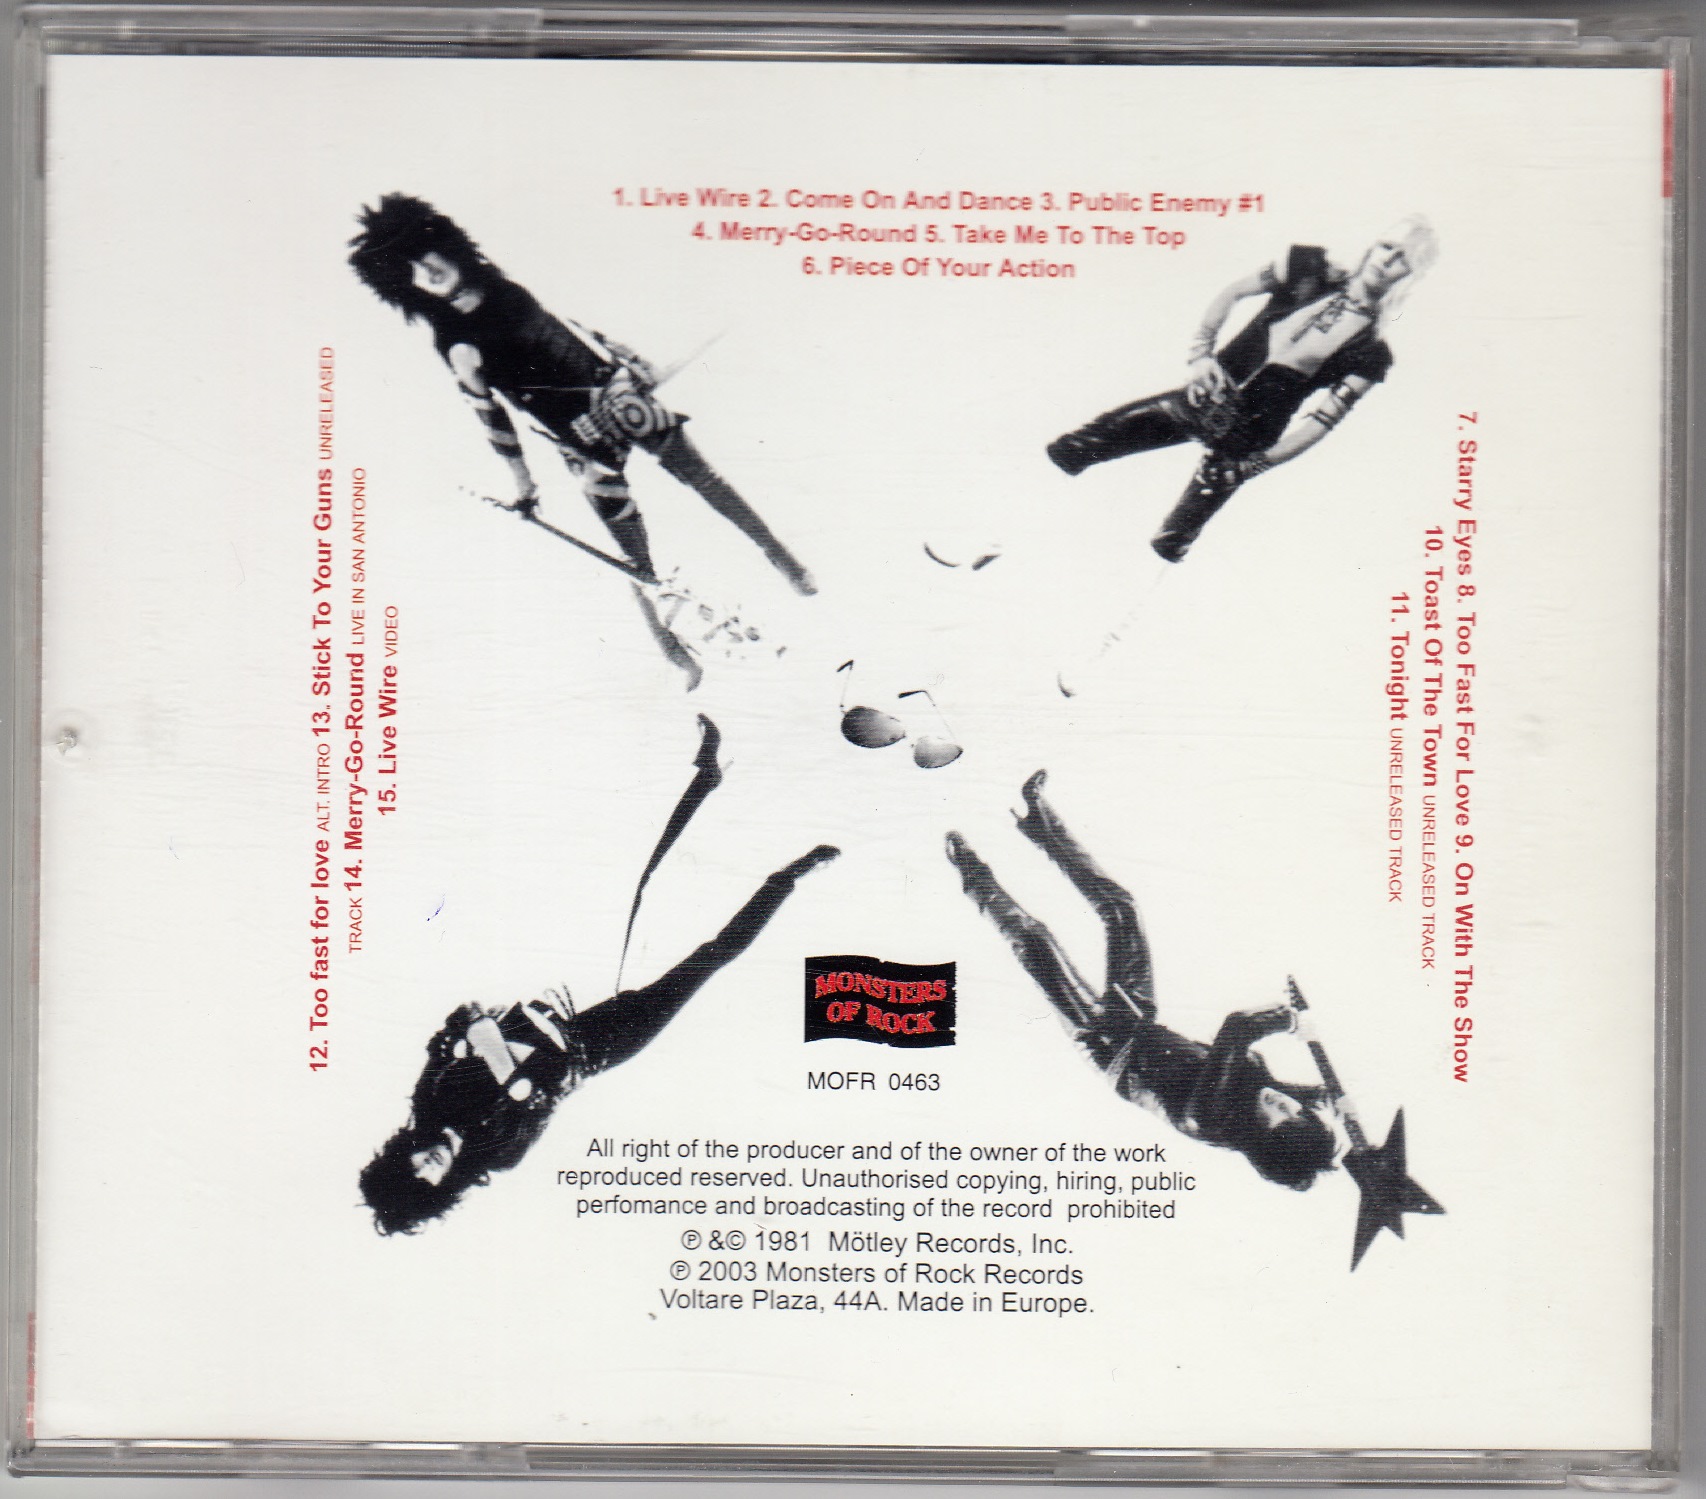 1. Live Wire 2. Come On And Dance 3. Public Enemy #1
4. Merry-Go-Round 5. Take Me To The Top
6. Piece Of Your Action
7. Starry Eyes 8. Too Fast For Love 9. On With The Show
10. Toast Of The Town UNRELEASED TRACK
11. Tonight UNRELEASED TRACK
12. Too fast for love ALT. INTRO 13. Stick To Your Guns UNRELEASED
TRACK 14. Merry-Go-Round LIVE IN SAN ANTONIO
15. Live Wire VIDEO
MONSTERS
OF ROCK
MOFR 0463
All right of the producer and of the owner of the work
reproduced reserved. Unauthorised copying, hiring, public
perfomance and broadcasting of the record prohibited
℗ &© 1981 Mötley Records, Inc.
℗ 2003 Monsters of Rock Records
Voltare Plaza, 44A. Made in Europe.